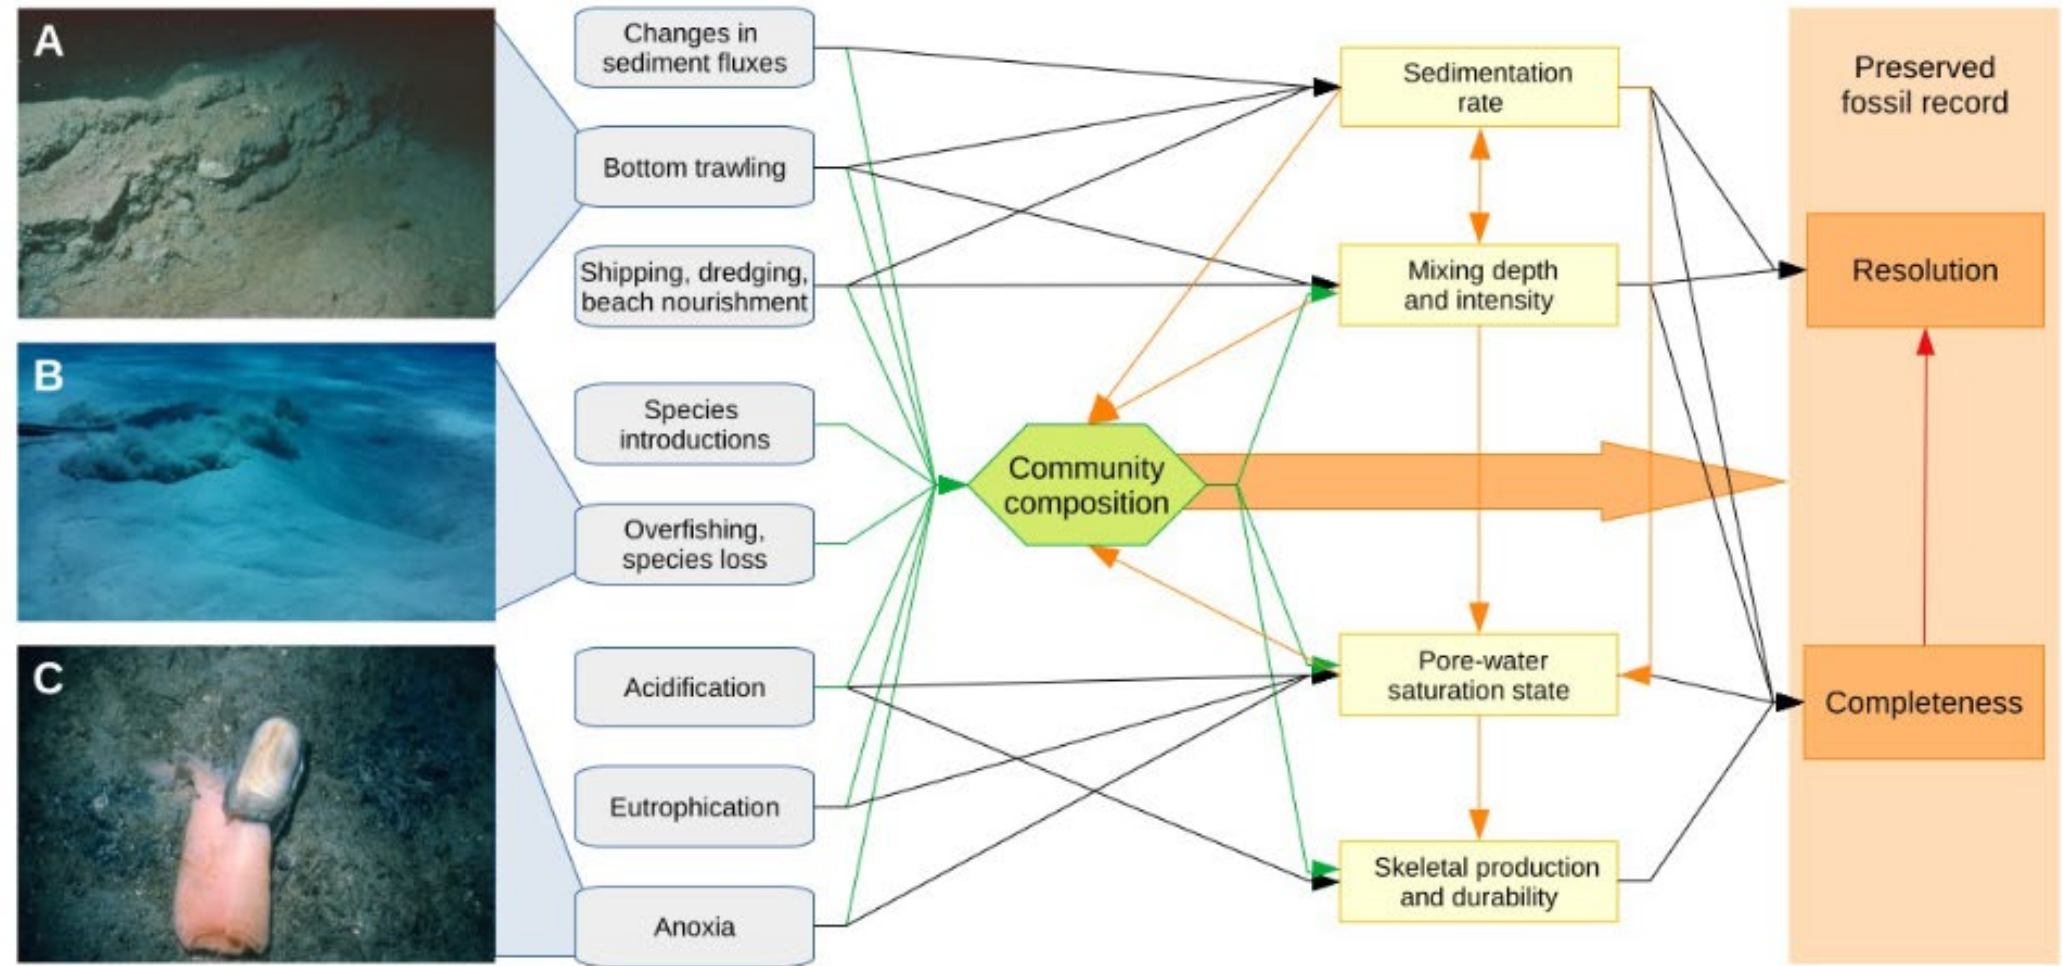 A
Changes in
sediment fluxes
Bottom trawling
Shipping, dredging,
beach nourishment
B
Species
introductions
Overfishing,
species loss
C
Acidification
Eutrophication
Anoxia
Community
composition
Sedimentation
rate
Mixing depth
and intensity
Pore-water
saturation state
Skeletal production
and durability
Preserved
fossil record
Resolution
Completeness